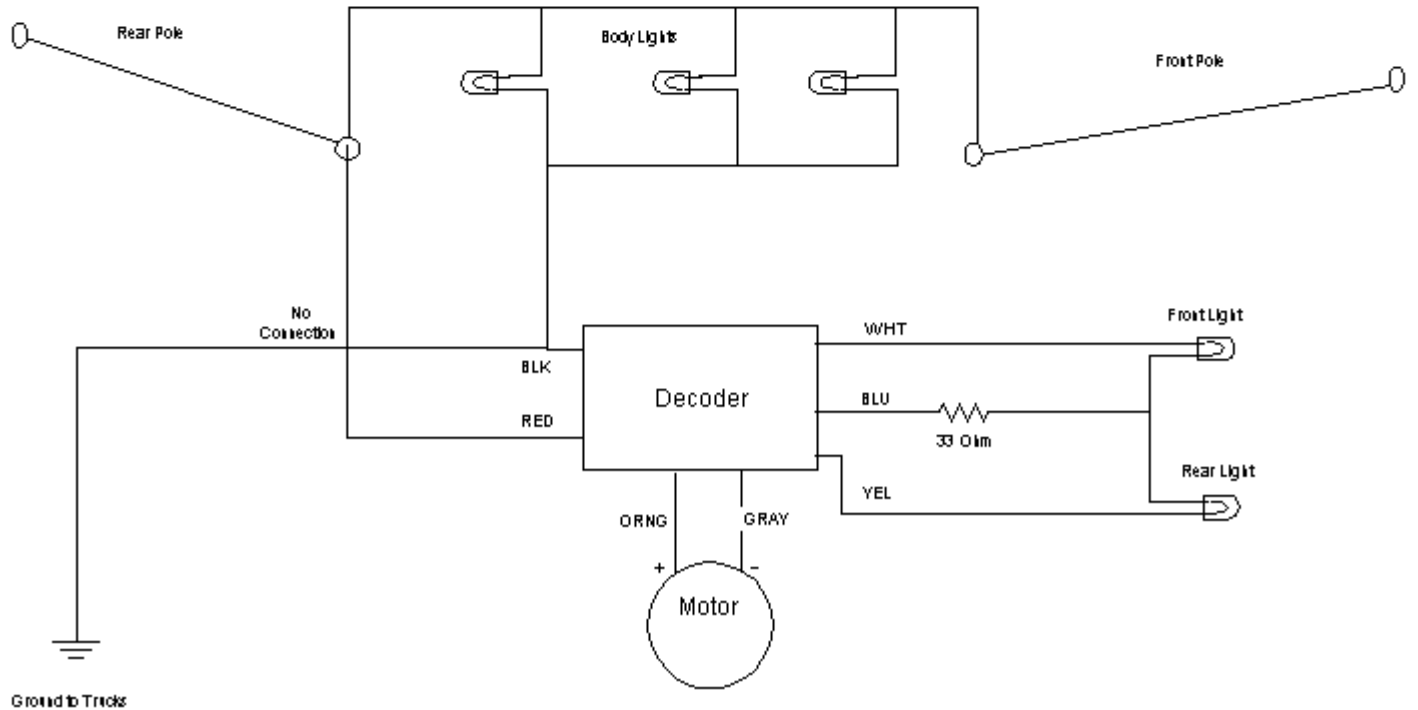 Rear Pole
Body Lights
Front Pole
No
Connection
WHT
Front Light
BLK
Decoder
BLU
RED
33 Ohm
Rear Light
YEL
ORNG
GRAY
+
-
Motor
Ground to Trucks